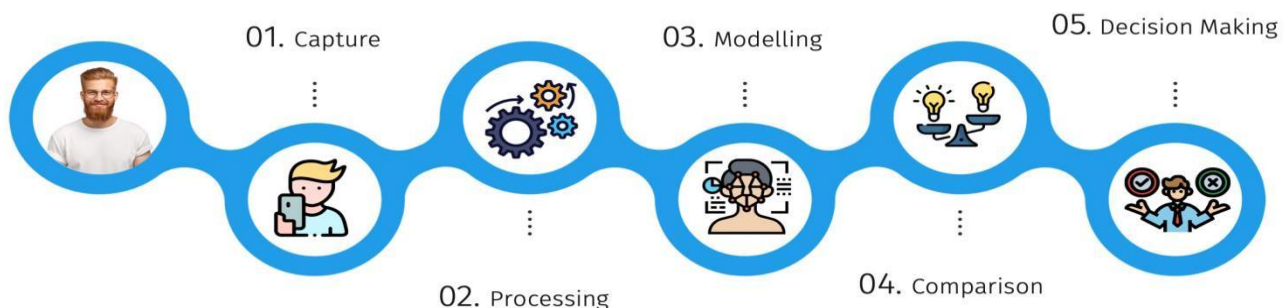 01. Capture
02. Processing
03. Modelling
04. Comparison
05. Decision Making